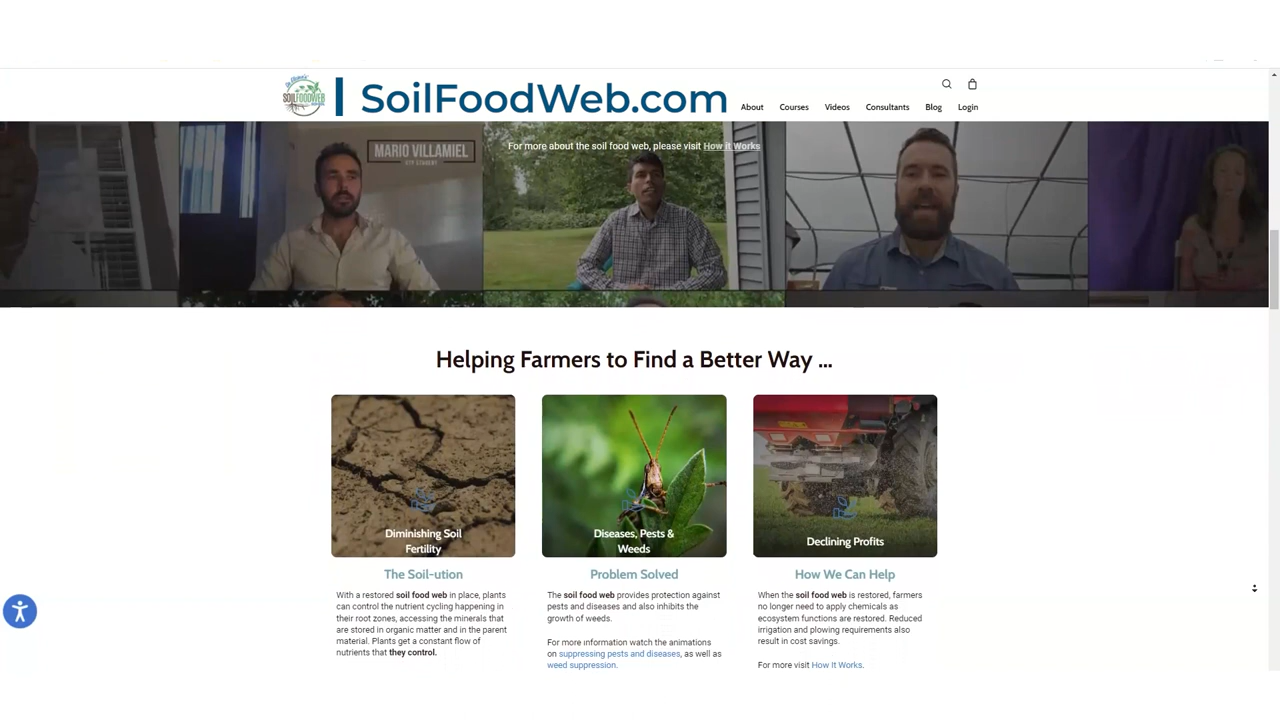 Dr. Elaine's
SOILFOODWEB
SoilFoodWeb.com
About Courses Videos Consultants Blog Login
For more about the soil food web, please visit How it Works
MARIO VILLAMIEL
Helping Farmers to Find a Better Way ...
Diminishing Soil
Fertility
Diseases, Pests &
Weeds
Declining Profits
The Soil-ution
Problem Solved
How We Can Help
With a restored soil food web in place, plants
can control the nutrient cycling happening in
their root zones, accessing the minerals that
are stored in organic matter and in the parent
material. Plants get a constant flow of
nutrients that they control.
The soil food web provides protection against
pests and diseases and also inhibits the
growth of weeds.
For more information watch the animations
on suppressing pests and diseases, as well as
weed suppression.
When the soil food web is restored, farmers
no longer need to apply chemicals as
ecosystem functions are restored. Reduced
irrigation and plowing requirements also
result in cost savings.
For more visit How It Works.